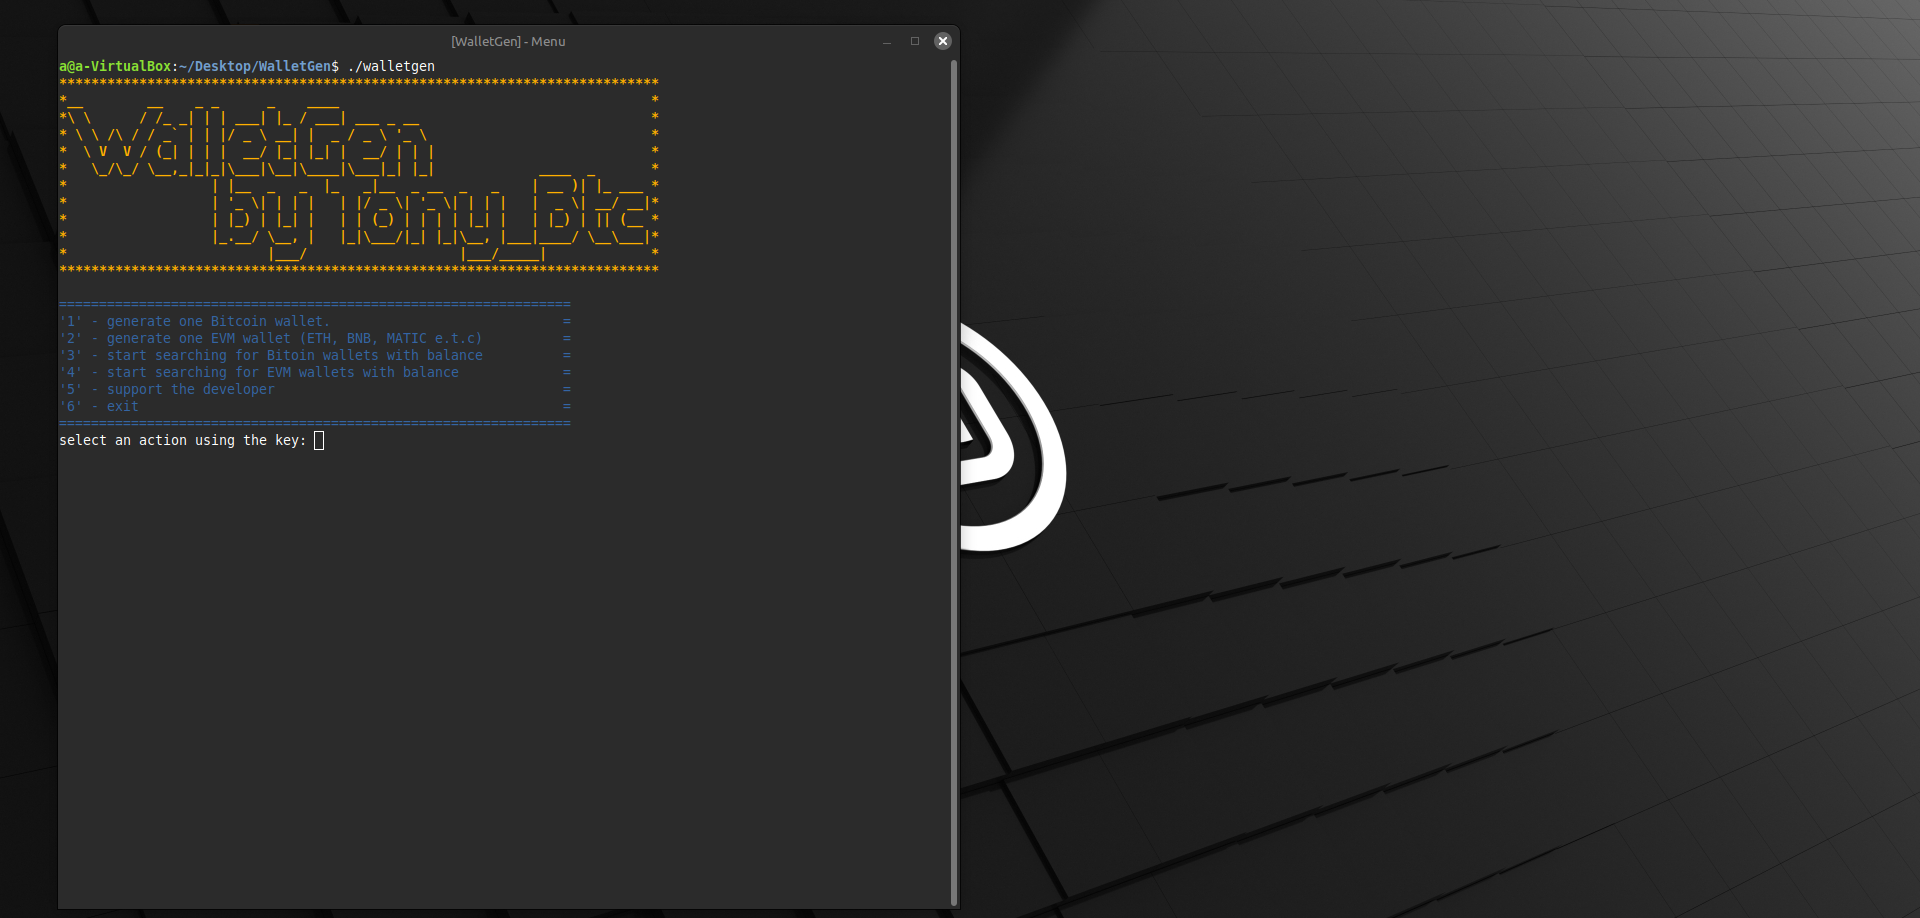 [WalletGen] - Menu
a@a-VirtualBox:~/Desktop/WalletGen$ ./walletgen
***************************************************************************
WalletGen
by Tony_Btc
***************************************************************************
================================================================
'1' - generate one Bitcoin wallet. =
'2' - generate one EVM wallet (ETH, BNB, MATIC e.t.c) =
'3' - start searching for Bitoin wallets with balance =
'4' - start searching for EVM wallets with balance =
'5' - support the developer =
'6' - exit =
================================================================
select an action using the key: